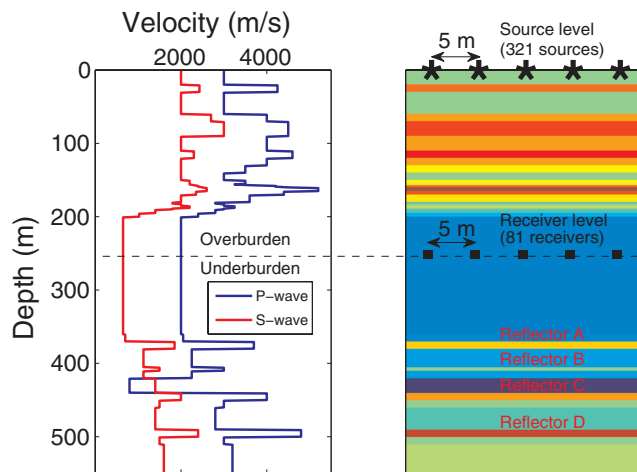 Velocity (m/s)
2000 4000
0
100
200
300
400
500
Depth (m)
Overburden
Underburden
P-wave
S-wave
Source level
(321 sources)
5 m
Receiver level
(81 receivers)
5 m
Reflector A
Reflector B
Reflector C
Reflector D